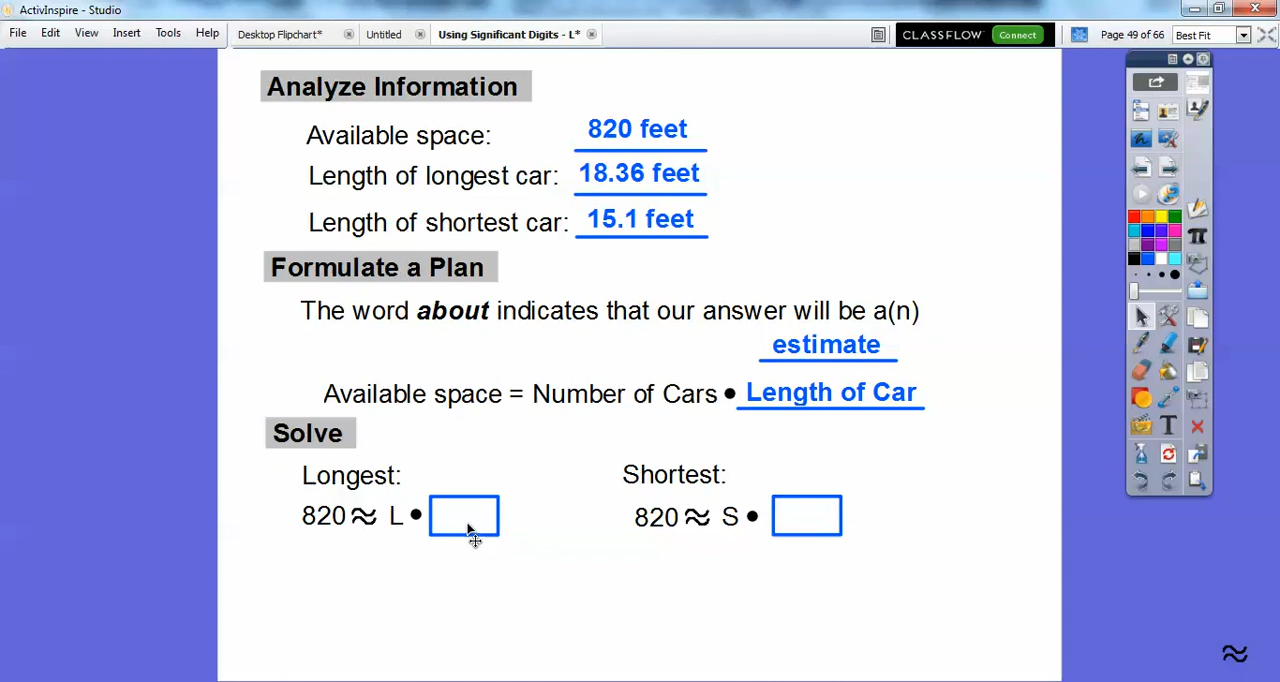 ActivInspire - Studio
File Edit View Insert Tools Help Desktop Flipchart* Untitled Using Significant Digits - L* CLASSFLOW Connect Page 49 of 66 Best Fit
Analyze Information
Available space: 820 feet
Length of longest car: 18.36 feet
Length of shortest car: 15.1 feet
Formulate a Plan
The word about indicates that our answer will be a(n)
estimate
Available space = Number of Cars • Length of Car
Solve
Longest: Shortest:
820 ≈ L • 820 ≈ S •
≈